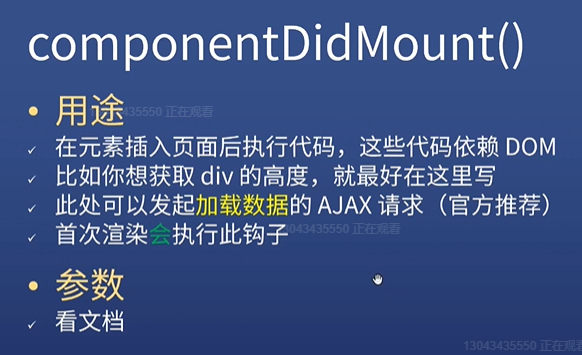 componentDidMount()
用途
435550 正在观看
在元素插入页面后执行代码，这些代码依赖 DOM
比如你想获取 div 的高度，就最好在这里写
此处可以发起加载数据的 AJAX 请求（官方推荐）
首次渲染会执行此钩子
13043435550 正在观看
参数
看文档
13043435550 正在观看